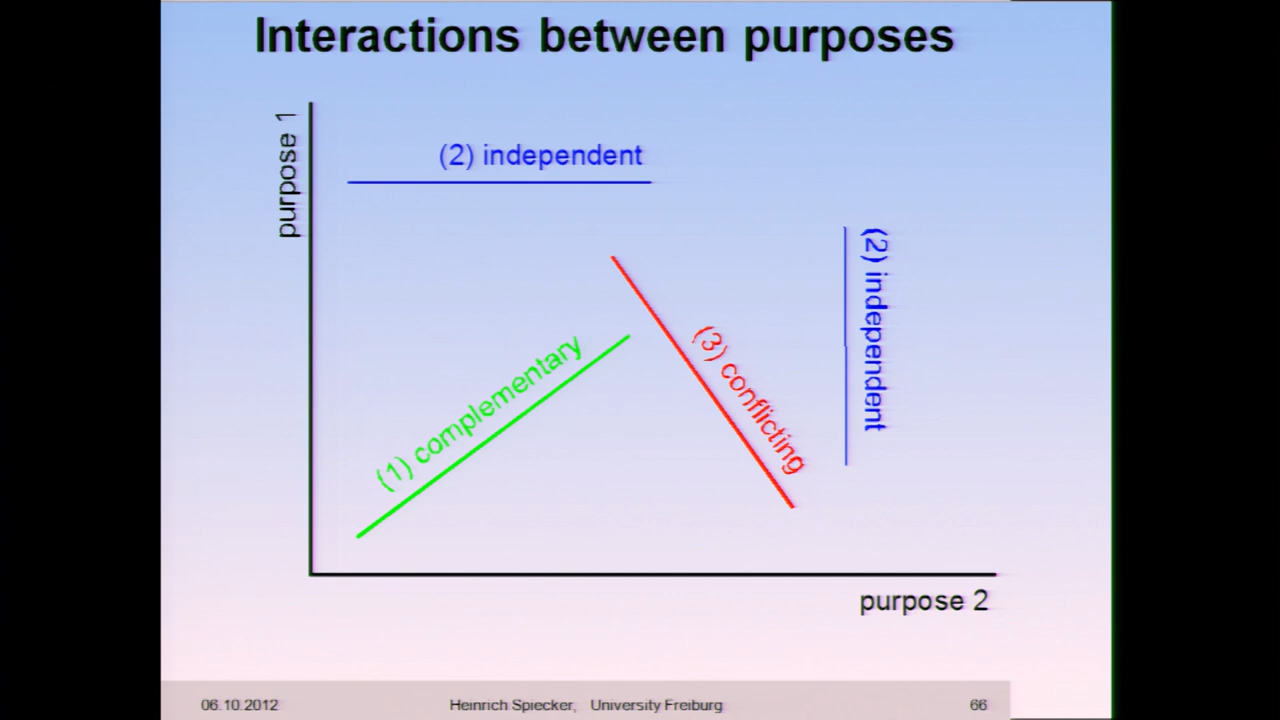 Interactions between purposes
purpose 1
(2) independent
(2) independent
(1) complementary
(3) conflicting
purpose 2
06.10.2012
Heinrich Spiecker, University Freiburg
66